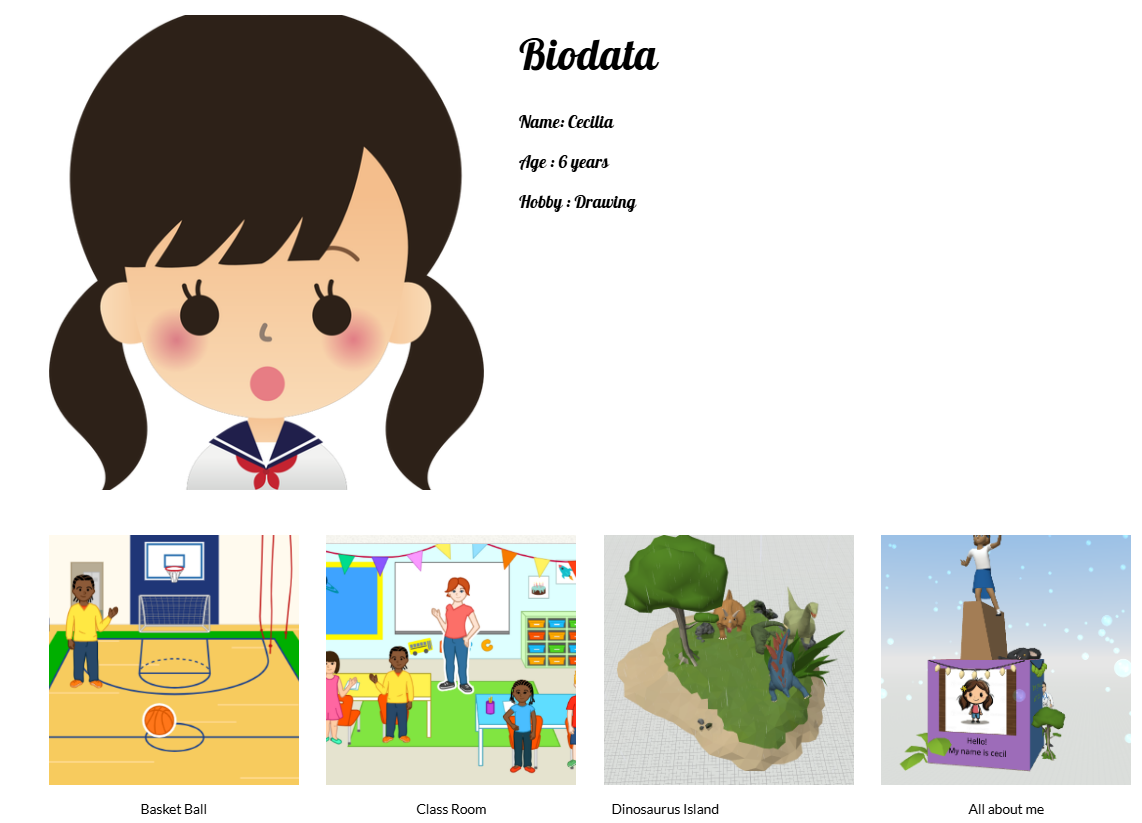 Biodata
Name: Cecilia
Age : 6 years
Hobby : Drawing
Hello!
My name is cecil
Basket Ball
Class Room
Dinosaurus Island
All about me